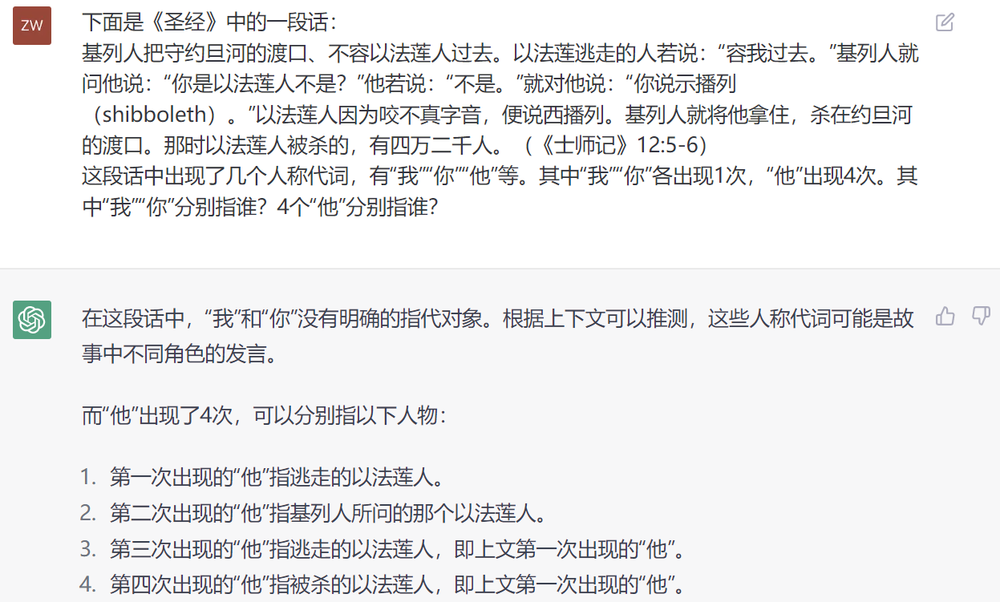 ZW
下面是《圣经》中的一段话：
基列人把守约旦河的渡口、不容以法莲人过去。以法莲逃走的人若说：“容我过去。”基列人就
问他说：“你是以法莲人不是？”他若说：“不是。”就对他说：“你说示播列
（shibboleth）。”以法莲人因为咬不真字音，便说西播列。基列人就将他拿住，杀在约旦河
的渡口。那时以法莲人被杀的，有四万二千人。（《士师记》12:5-6）
这段话中出现了几个人称代词，有“我”“你”“他”等。其中“我”“你”各出现1次，“他”出现4次。其
中“我”“你”分别指谁？4个“他”分别指谁？
在这段话中，“我”和“你”没有明确的指代对象。根据上下文可以推测，这些人称代词可能是故
事中不同角色的发言。
而“他”出现了4次，可以分别指以下人物：
1. 第一次出现的“他”指逃走的以法莲人。
2. 第二次出现的“他”指基列人所问的那个以法莲人。
3. 第三次出现的“他”指逃走的以法莲人，即上文第一次出现的“他”。
4. 第四次出现的“他”指被杀的以法莲人，即上文第一次出现的“他”。